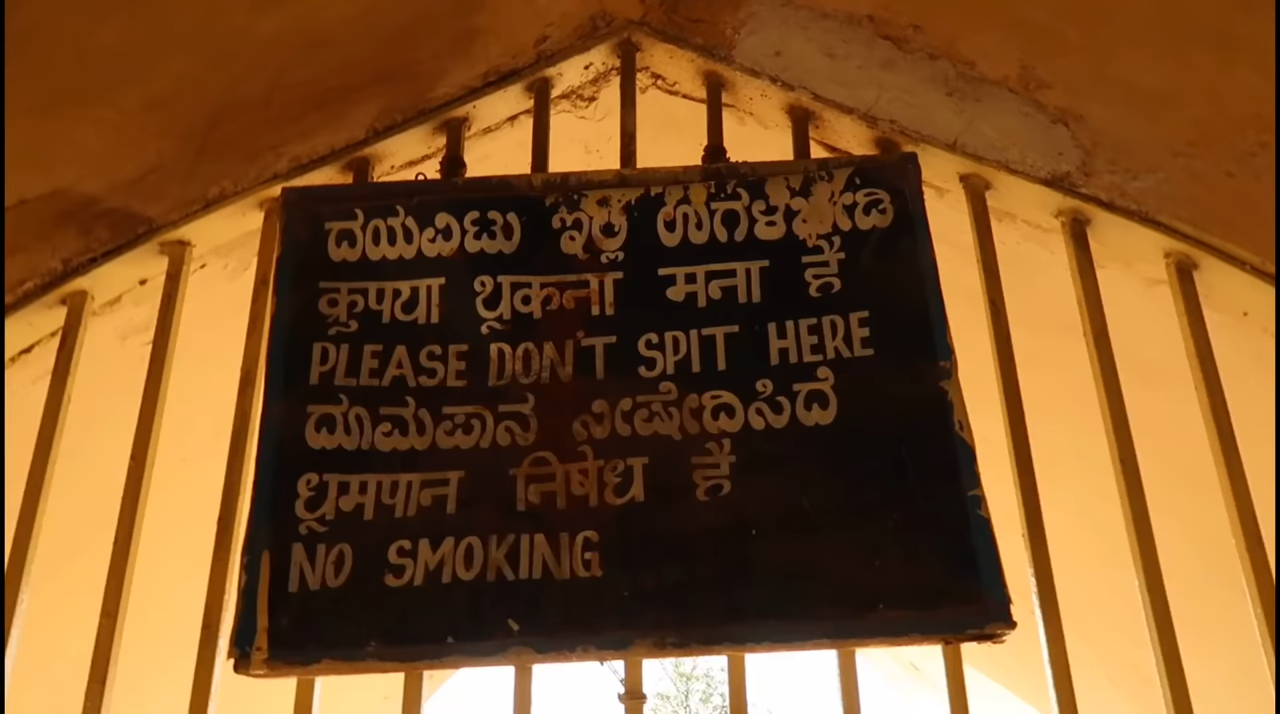 ದಯವಿಟು ಇಲ್ಲಿ ಉಗಳಬೇಡಿ
कृपया थूकना मना है
PLEASE DON'T SPIT HERE
ದೂಮಪಾನ ನೀಷೇದಿಸಿದೆ
धूमपान निषेध है
NO SMOKING